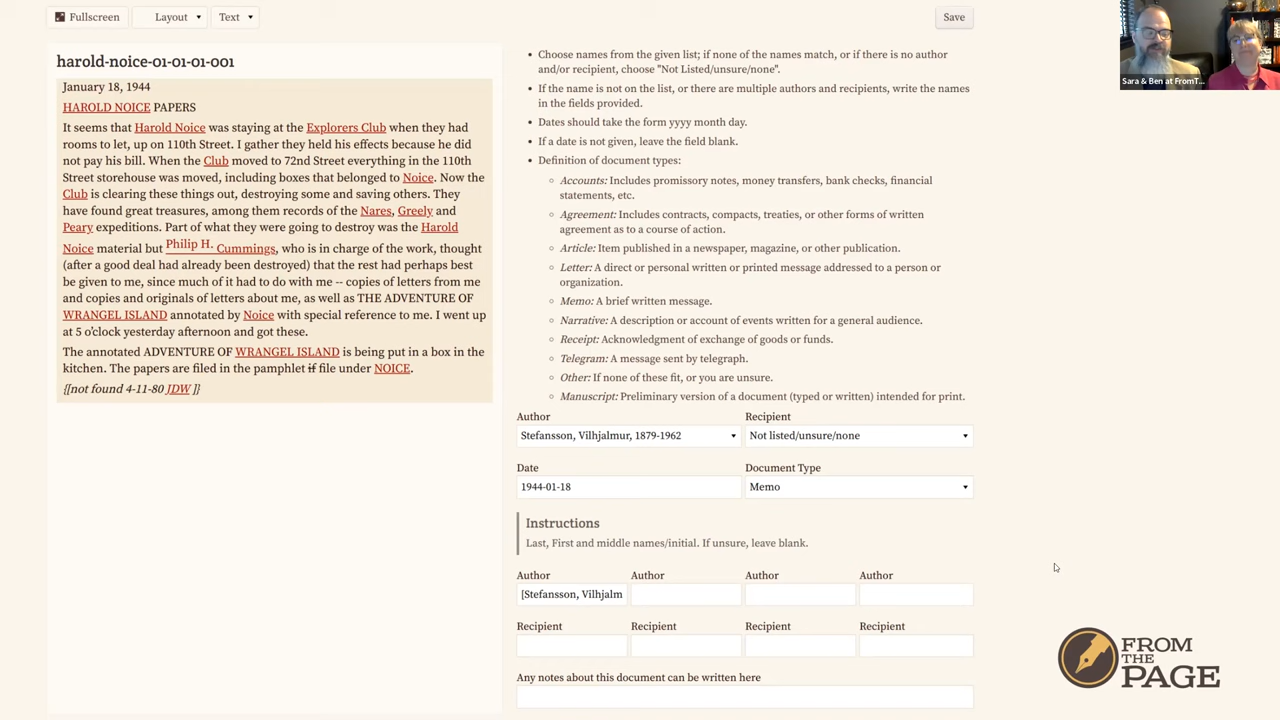 Fullscreen
Layout
Text
Save
Sara & Ben at FromT...
harold-noice-01-01-01-001
January 18, 1944
HAROLD NOICE PAPERS
It seems that Harold Noice was staying at the Explorers Club when they had
rooms to let, up on 110th Street. I gather they held his effects because he did
not pay his bill. When the Club moved to 72nd Street everything in the 110th
Street storehouse was moved, including boxes that belonged to Noice. Now the
Club is clearing these things out, destroying some and saving others. They
have found great treasures, among them records of the Nares, Greely and
Peary expeditions. Part of what they were going to destroy was the Harold
Noice material but Philip H. Cummings, who is in charge of the work, thought
(after a good deal had already been destroyed) that the rest had perhaps best
be given to me, since much of it had to do with me -- copies of letters from me
and copies and originals of letters about me, as well as THE ADVENTURE OF
WRANGEL ISLAND annotated by Noice with special reference to me. I went up
at 5 o'clock yesterday afternoon and got these.
The annotated ADVENTURE OF WRANGEL ISLAND is being put in a box in the
kitchen. The papers are filed in the pamphlet if file under NOICE.
{[not found 4-11-80 JDW ]}
• Choose names from the given list; if none of the names match, or if there is no author
and/or recipient, choose "Not Listed/unsure/none".
• If the name is not on the list, or there are multiple authors and recipients, write the names
in the fields provided.
• Dates should take the form yyyy month day.
• If a date is not given, leave the field blank.
• Definition of document types:
◦ Accounts: Includes promissory notes, money transfers, bank checks, financial
statements, etc.
◦ Agreement: Includes contracts, compacts, treaties, or other forms of written
agreement as to a course of action.
◦ Article: Item published in a newspaper, magazine, or other publication.
◦ Letter: A direct or personal written or printed message addressed to a person or
organization.
◦ Memo: A brief written message.
◦ Narrative: A description or account of events written for a general audience.
◦ Receipt: Acknowledgment of exchange of goods or funds.
◦ Telegram: A message sent by telegraph.
◦ Other: If none of these fit, or you are unsure.
◦ Manuscript: Preliminary version of a document (typed or written) intended for print.
Author
Recipient
Stefansson, Vilhjalmur, 1879-1962
Not listed/unsure/none
Date
Document Type
1944-01-18
Memo
Instructions
Last, First and middle names/initial. If unsure, leave blank.
Author
Author
Author
Author
[Stefansson, Vilhjalm
Recipient
Recipient
Recipient
Recipient
Any notes about this document can be written here
FROM
THE
PAGE